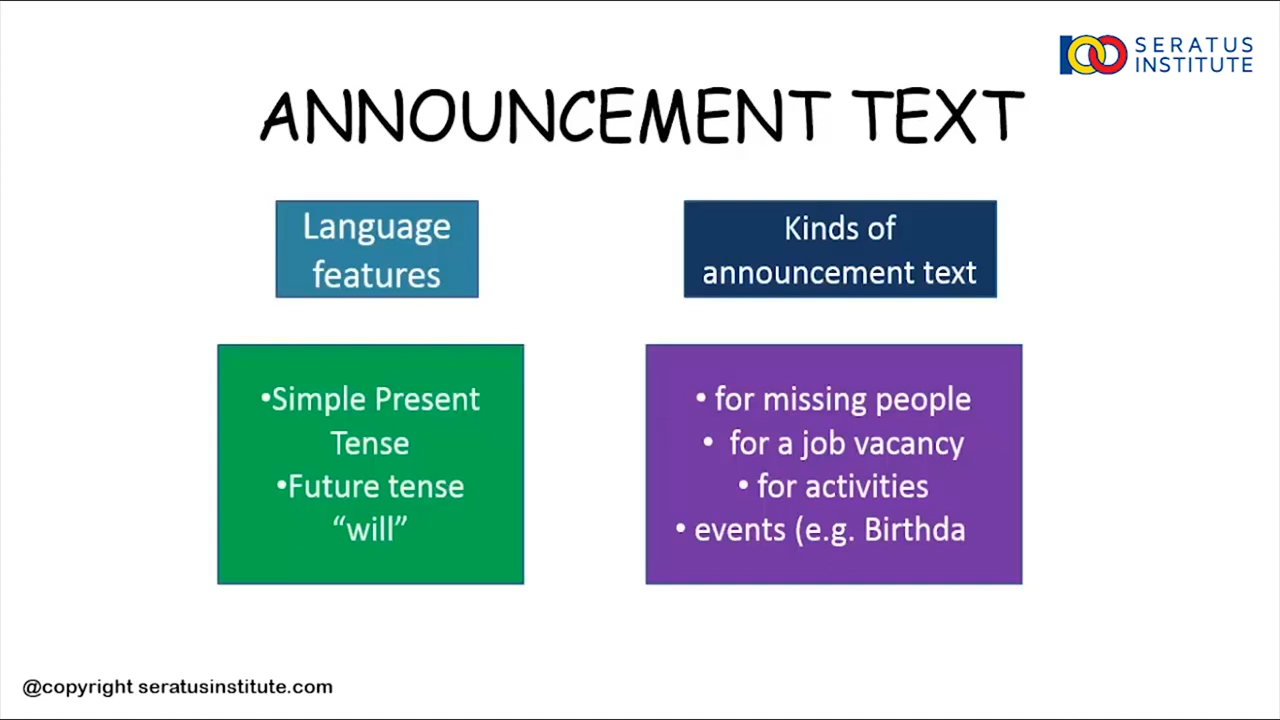 SERATUS
INSTITUTE
ANNOUNCEMENT TEXT
Language
features
Kinds of
announcement text
•Simple Present
Tense
•Future tense
“will”
• for missing people
• for a job vacancy
• for activities
• events (e.g. Birthda
@copyright seratusinstitute.com